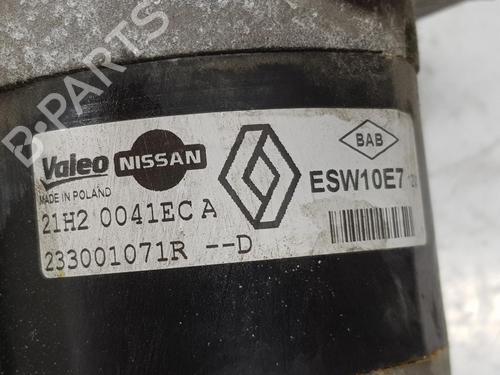 B-PARTS
Valeo NISSAN
BAB
MADE IN POLAND
ESW10E7
21H2 0041EC A
233001071R --D